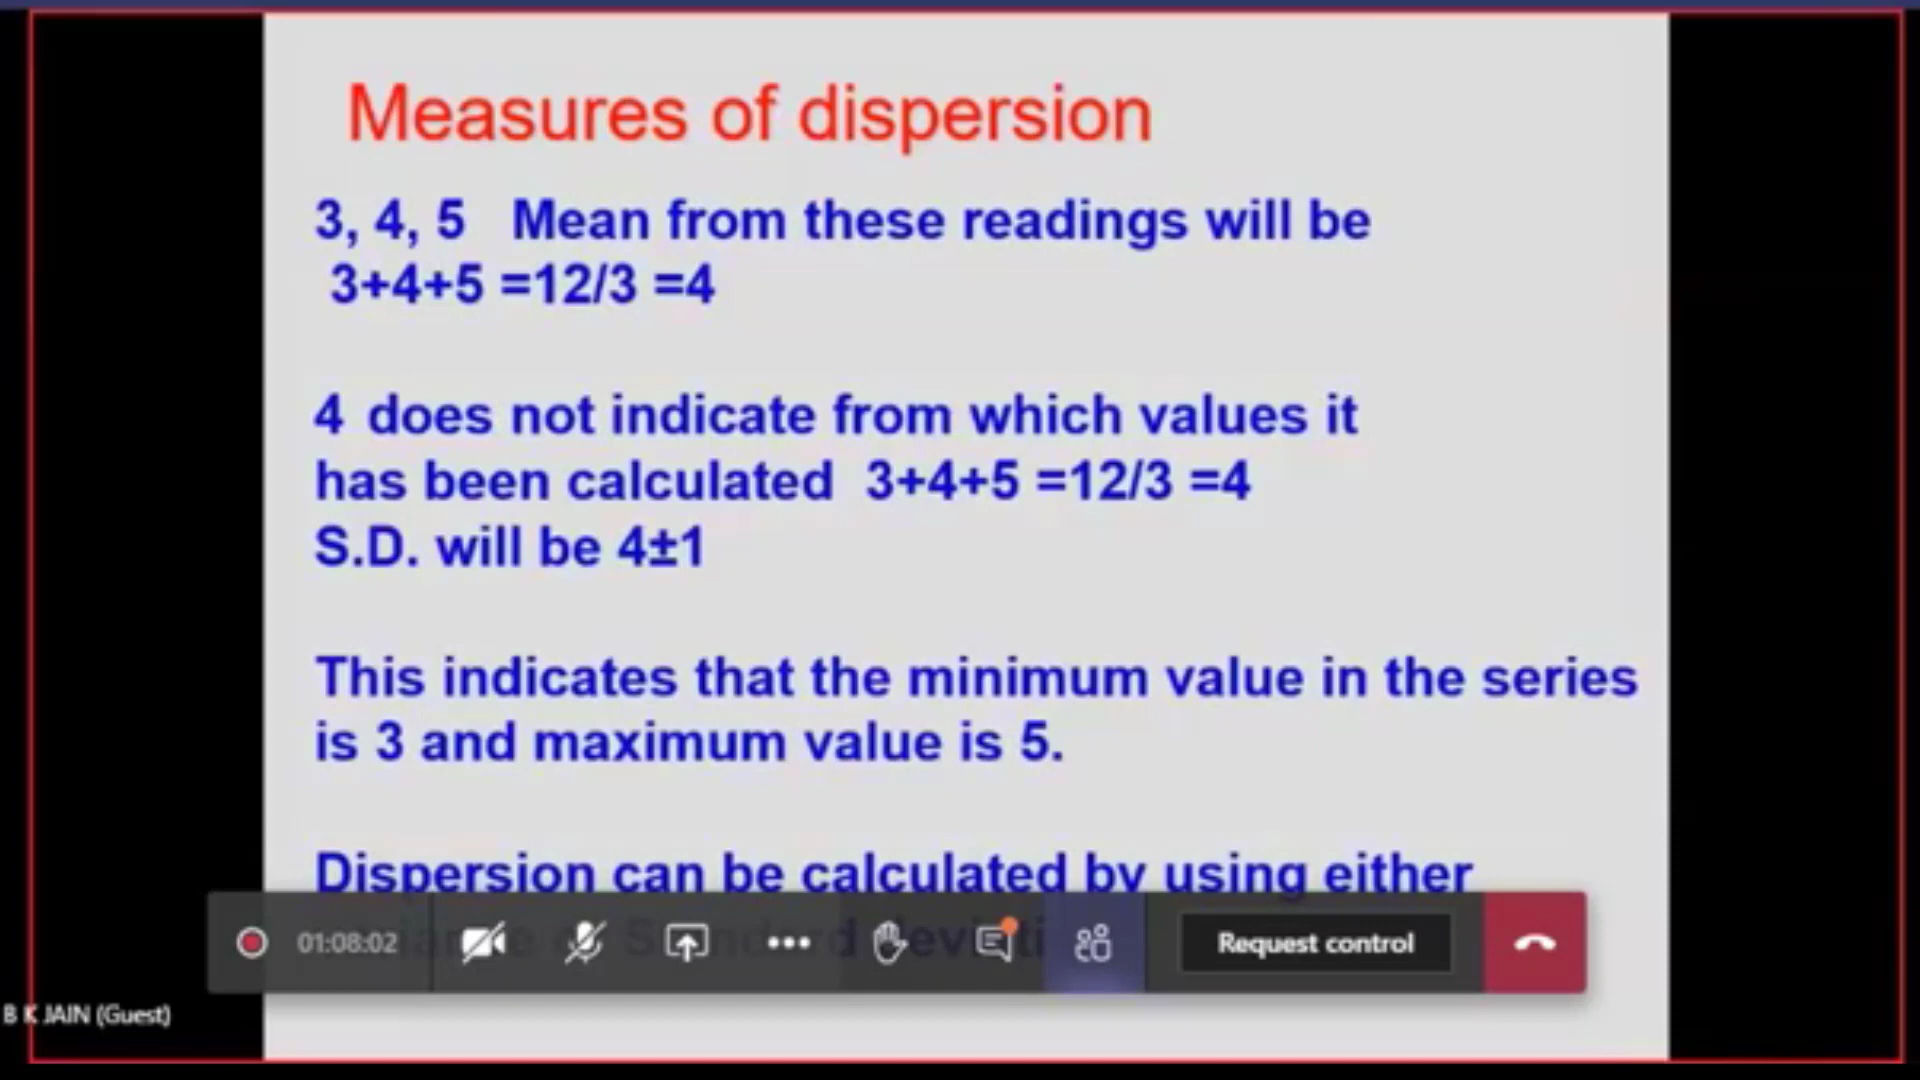 Measures of dispersion
3, 4, 5 Mean from these readings will be
3+4+5 =12/3 =4
4 does not indicate from which values it
has been calculated 3+4+5 =12/3 =4
S.D. will be 4±1
This indicates that the minimum value in the series
is 3 and maximum value is 5.
Dispersion can be calculated by using either
01:08:02
Request control
B K JAIN (Guest)